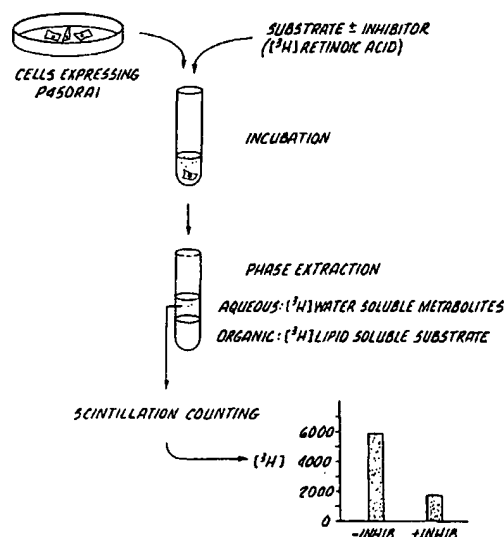 SUBSTRATE ± INHIBITOR
([³H] RETINOIC ACID)
CELLS EXPRESSING
P450RAI
INCUBATION
PHASE EXTRACTION
AQUEOUS: [³H] WATER SOLUBLE METABOLITES
ORGANIC: [³H] LIPID SOLUBLE SUBSTRATE
SCINTILLATION COUNTING
[³H]
6000
4000
2000
0
-INHIB +INHIB